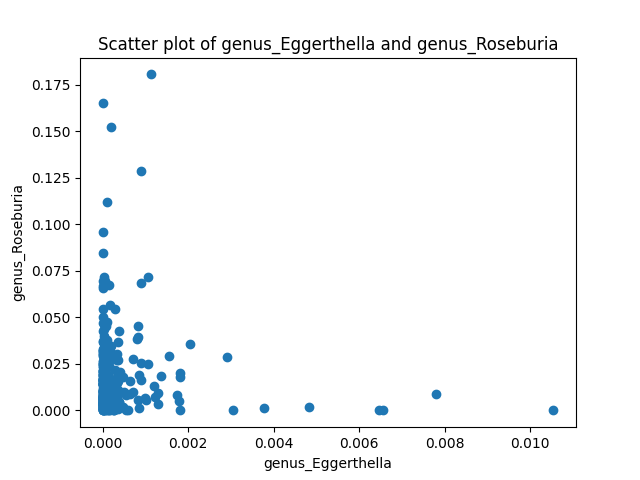 Scatter plot of genus_Eggerthella and genus_Roseburia
0.175
0.150
0.125
0.100
0.075
0.050
0.025
0.000
genus_Roseburia
0.000 0.002 0.004 0.006 0.008 0.010
genus_Eggerthella